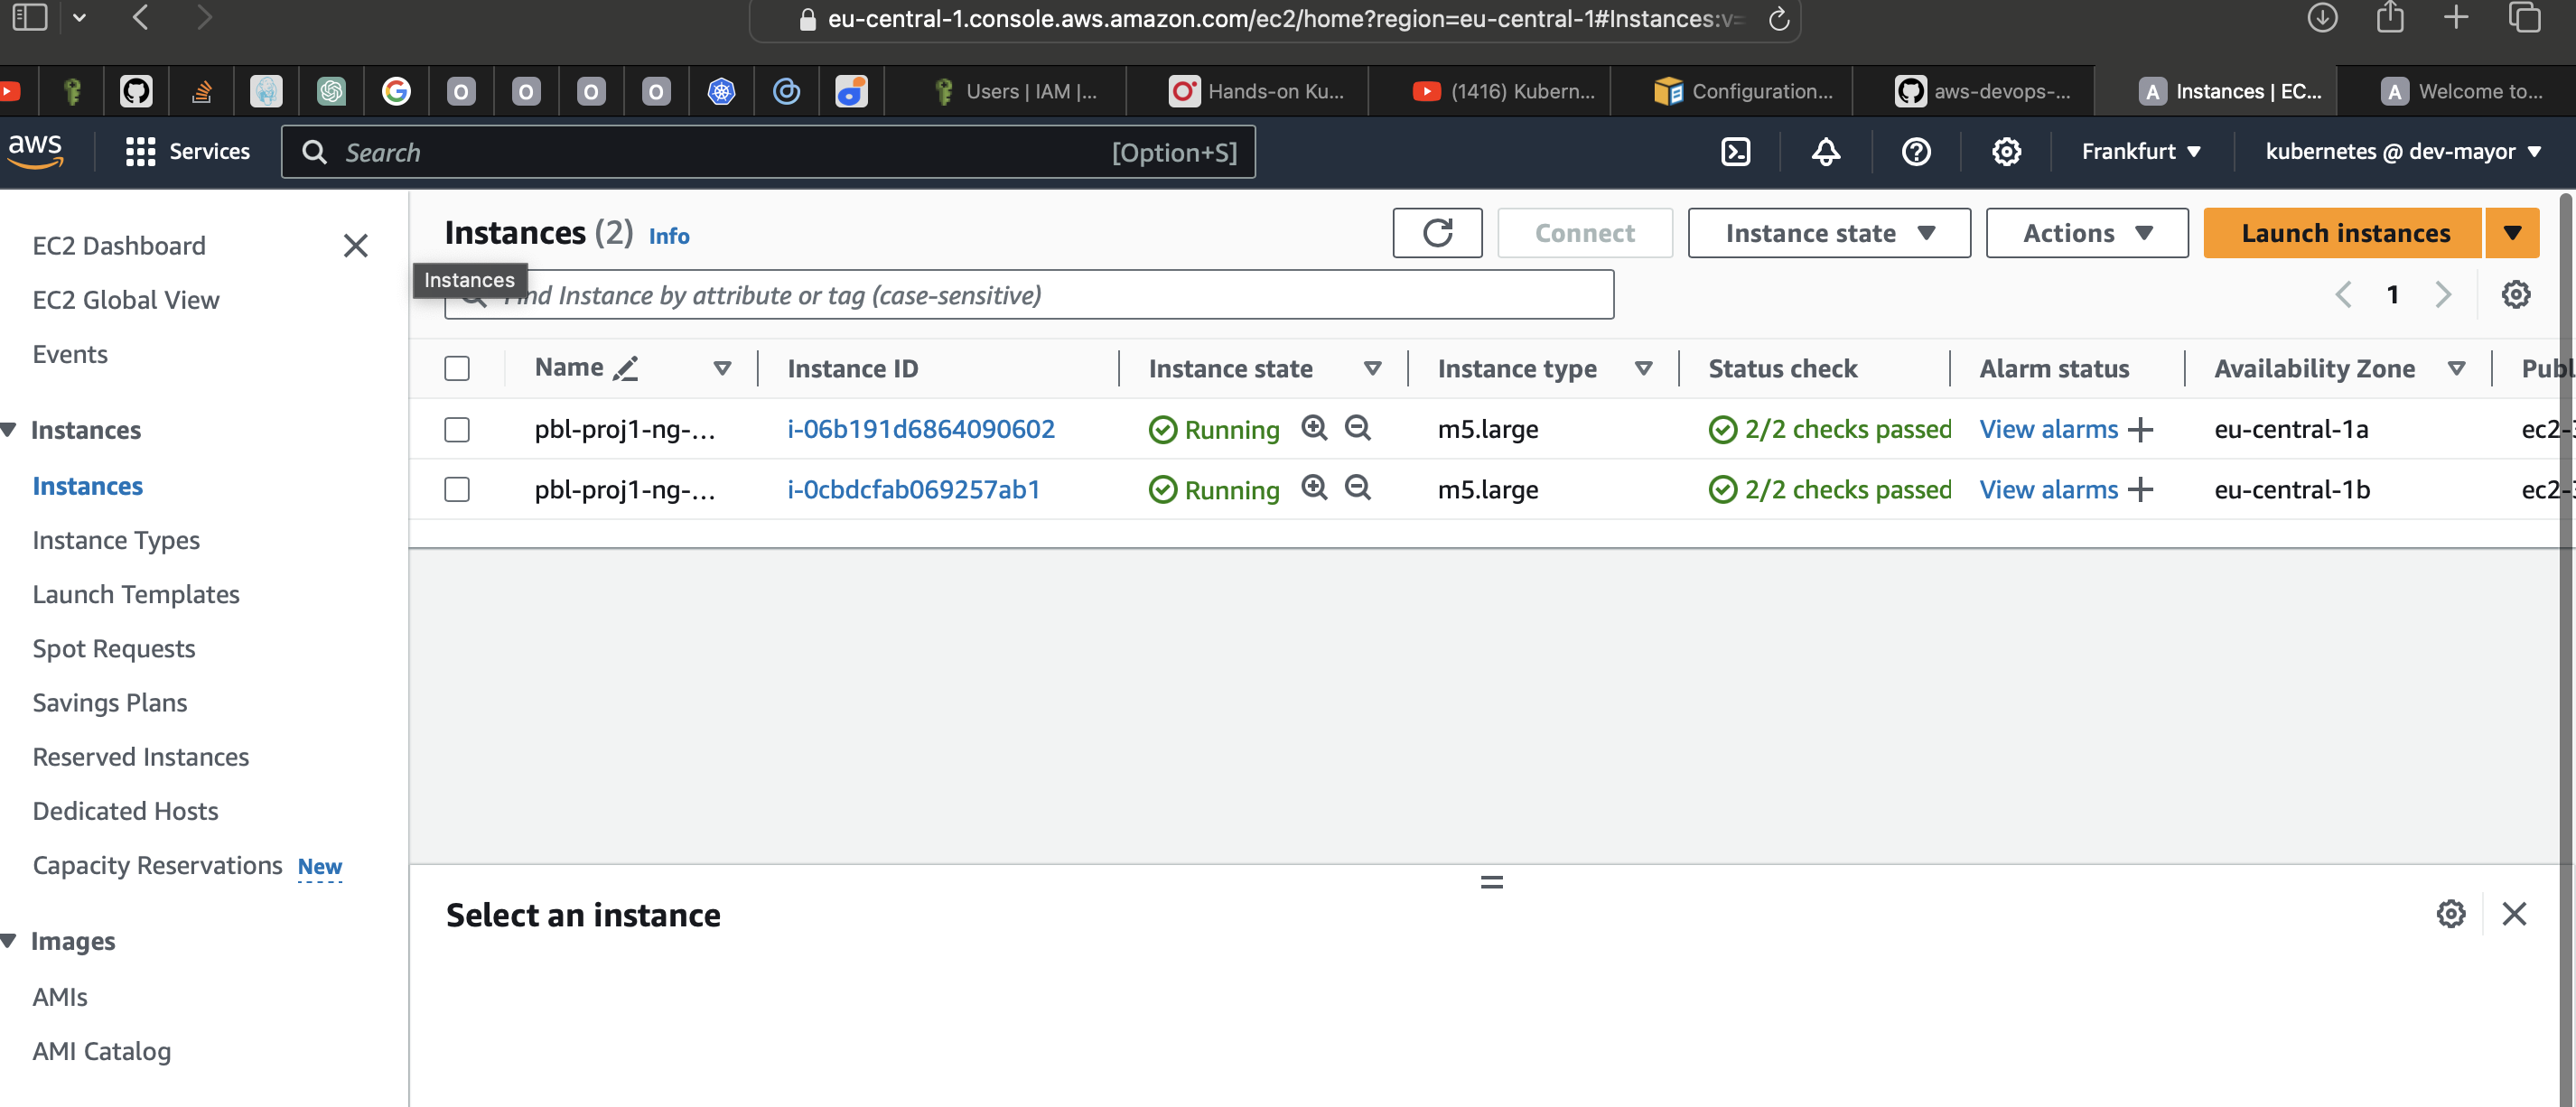 eu-central-1.console.aws.amazon.com/ec2/home?region=eu-central-1#Instances:v=
Users | IAM |...
Hands-on Ku...
(1416) Kubern...
Configuration...
aws-devops-...
Instances | EC...
Welcome to...
aws
Services
Search
[Option+S]
Frankfurt
kubernetes @ dev-mayor
EC2 Dashboard
EC2 Global View
Events
Instances
Instances
Instance Types
Launch Templates
Spot Requests
Savings Plans
Reserved Instances
Dedicated Hosts
Capacity Reservations New
Images
AMIs
AMI Catalog
Instances (2) Info
Connect
Instance state
Actions
Launch instances
Instances
Find Instance by attribute or tag (case-sensitive)
1
Name Instance ID Instance state Instance type Status check Alarm status Availability Zone Publ
pbl-proj1-ng-... i-06b191d6864090602 Running m5.large 2/2 checks passed View alarms eu-central-1a ec2-
pbl-proj1-ng-... i-0cbdcfab069257ab1 Running m5.large 2/2 checks passed View alarms eu-central-1b ec2-
Select an instance